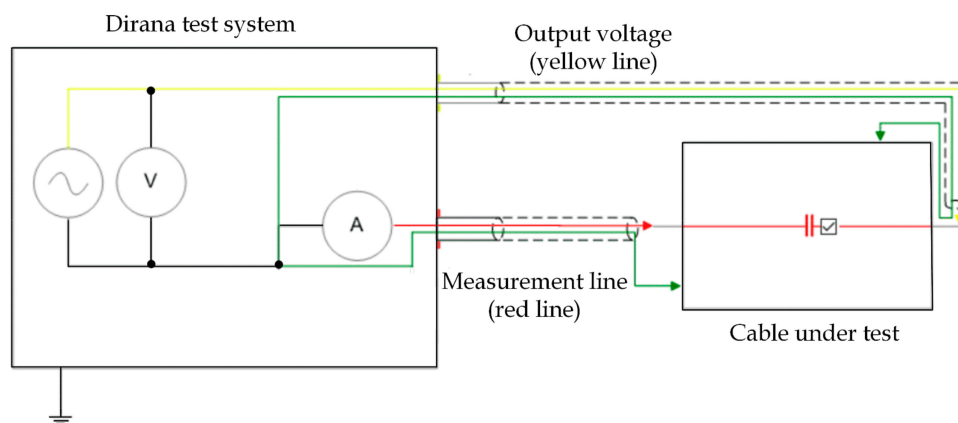 Dirana test system
Output voltage
(yellow line)
V
A
Measurement line
(red line)
Cable under test